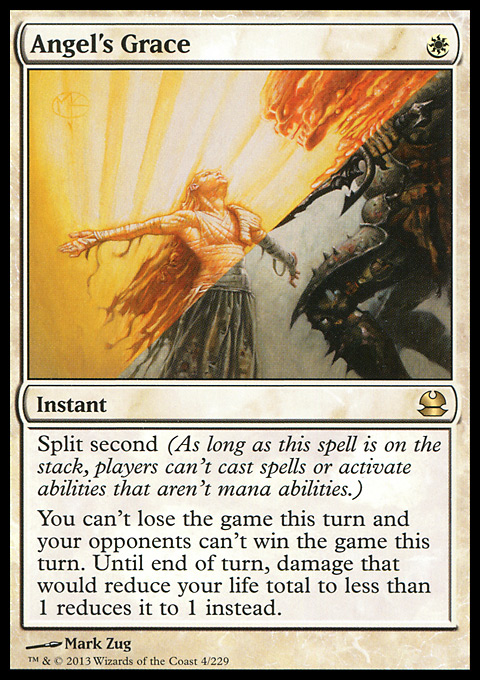 Angel's Grace
Instant
Split second (As long as this spell is on the
stack, players can't cast spells or activate
abilities that aren't mana abilities.)
You can't lose the game this turn and
your opponents can't win the game this
turn. Until end of turn, damage that
would reduce your life total to less than
1 reduces it to 1 instead.
Mark Zug
™ & © 2013 Wizards of the Coast 4/229